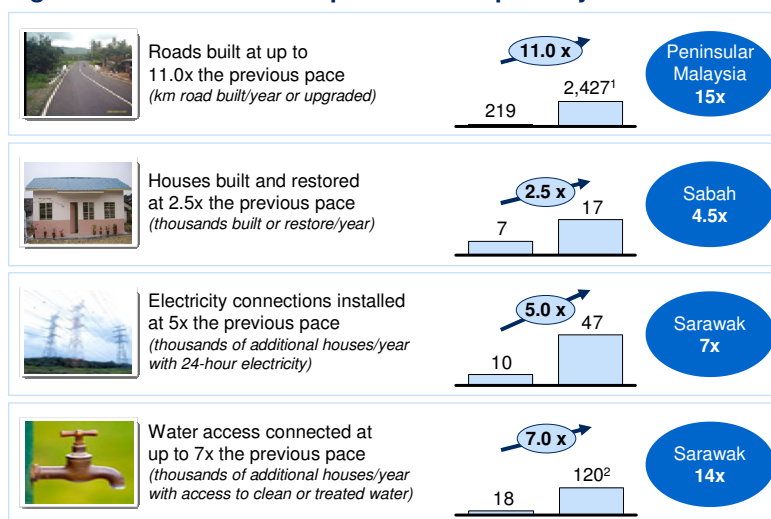 Roads built at up to
11.0x the previous pace
(km road built/year or upgraded)
11.0 x
219
2,427¹
Peninsular
Malaysia
15x
Houses built and restored
at 2.5x the previous pace
(thousands built or restore/year)
2.5 x
7
17
Sabah
4.5x
Electricity connections installed
at 5x the previous pace
(thousands of additional houses/year
with 24-hour electricity)
5.0 x
10
47
Sarawak
7x
Water access connected at
up to 7x the previous pace
(thousands of additional houses/year
with access to clean or treated water)
7.0 x
18
120²
Sarawak
14x